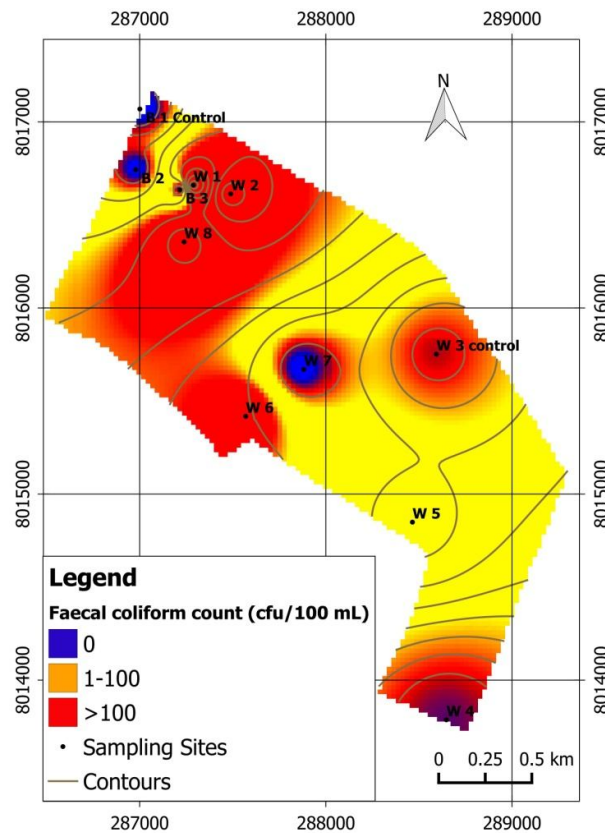 287000 288000 289000
8017000 8017000
N
B 1 Control
B 2
W 1
W 2
B 3
W 8
8016000 8016000
W 3 control
W 7
W 6
8015000 8015000
W 5
Legend
Faecal coliform count (cfu/100 mL)
0
1-100
>100
Sampling Sites
Contours
8014000 8014000
W 4
0 0.25 0.5 km
287000 288000 289000